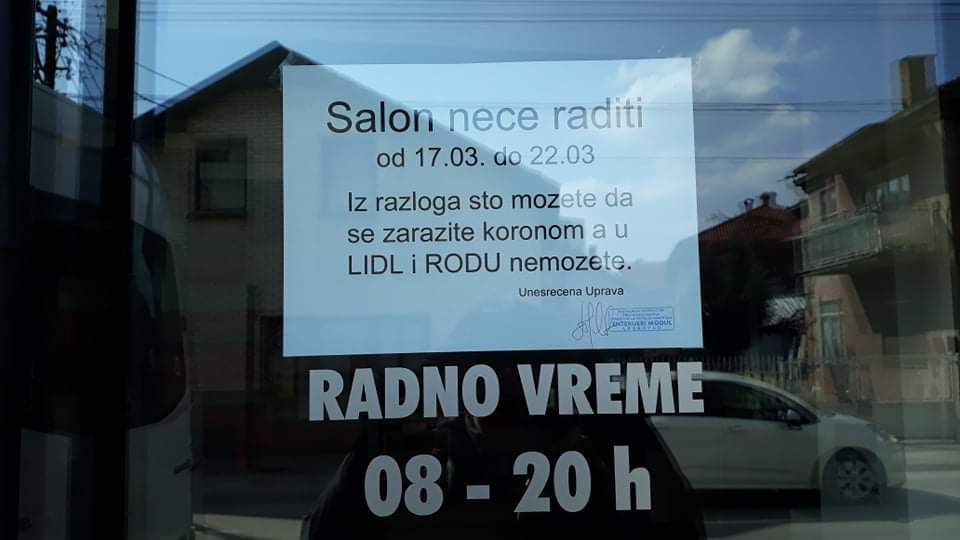 Salon nece raditi
od 17.03. do 22.03
Iz razloga sto mozete da
se zarazite koronom a u
LIDL i RODU nemozete.
Unesrecena Uprava
ENTERIJERI MODUL
RADNO VREME
08 - 20 h